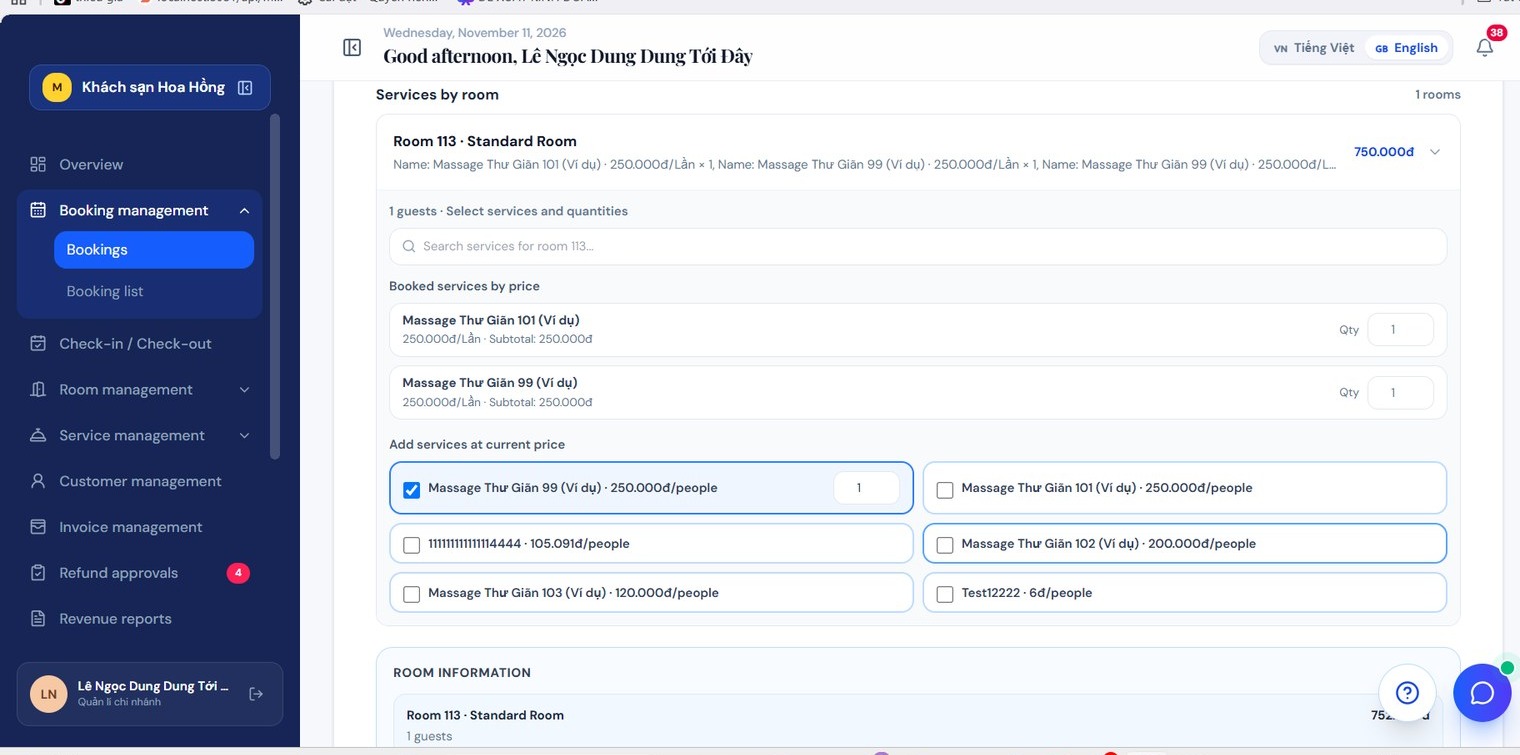 Wednesday, November 11, 2026
Good afternoon, Lê Ngọc Dung Dung Tới Đây
VN Tiếng Việt
GB English
38
M
Khách sạn Hoa Hồng
Overview
Booking management
Bookings
Booking list
Check-in / Check-out
Room management
Service management
Customer management
Invoice management
Refund approvals
4
Revenue reports
LN
Lê Ngọc Dung Dung Tới ...
Quản lí chi nhánh
Services by room
1 rooms
Room 113 · Standard Room
Name: Massage Thư Giãn 101 (Ví dụ) · 250.000đ/Lần × 1, Name: Massage Thư Giãn 99 (Ví dụ) · 250.000đ/Lần × 1, Name: Massage Thư Giãn 99 (Ví dụ) · 250.000đ/L...
750.000đ
1 guests · Select services and quantities
Search services for room 113...
Booked services by price
Massage Thư Giãn 101 (Ví dụ)
250.000đ/Lần · Subtotal: 250.000đ
Qty
1
Massage Thư Giãn 99 (Ví dụ)
250.000đ/Lần · Subtotal: 250.000đ
Qty
1
Add services at current price
Massage Thư Giãn 99 (Ví dụ) · 250.000đ/people
1
Massage Thư Giãn 101 (Ví dụ) · 250.000đ/people
111111111111114444 · 105.091đ/people
Massage Thư Giãn 102 (Ví dụ) · 200.000đ/people
Massage Thư Giãn 103 (Ví dụ) · 120.000đ/people
Test12222 · 6đ/people
ROOM INFORMATION
Room 113 · Standard Room
1 guests